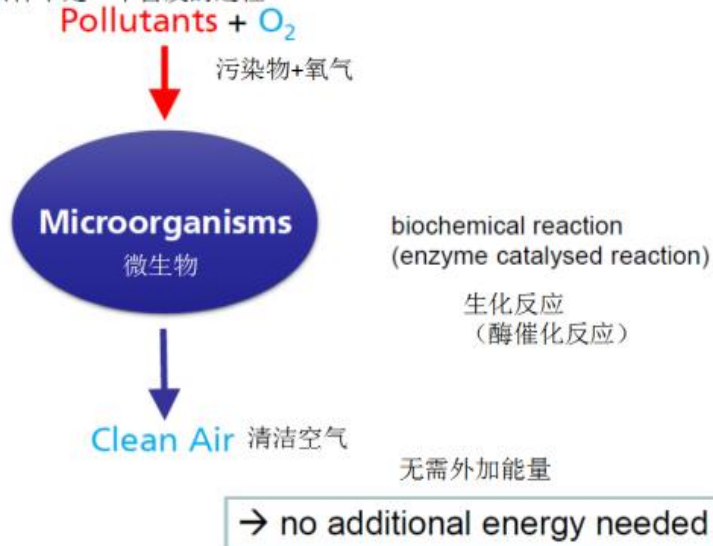 Pollutants + O₂
污染物+氧气
Microorganisms
微生物
biochemical reaction
(enzyme catalysed reaction)
生化反应
（酶催化反应）
Clean Air 清洁空气
无需外加能量
→ no additional energy needed